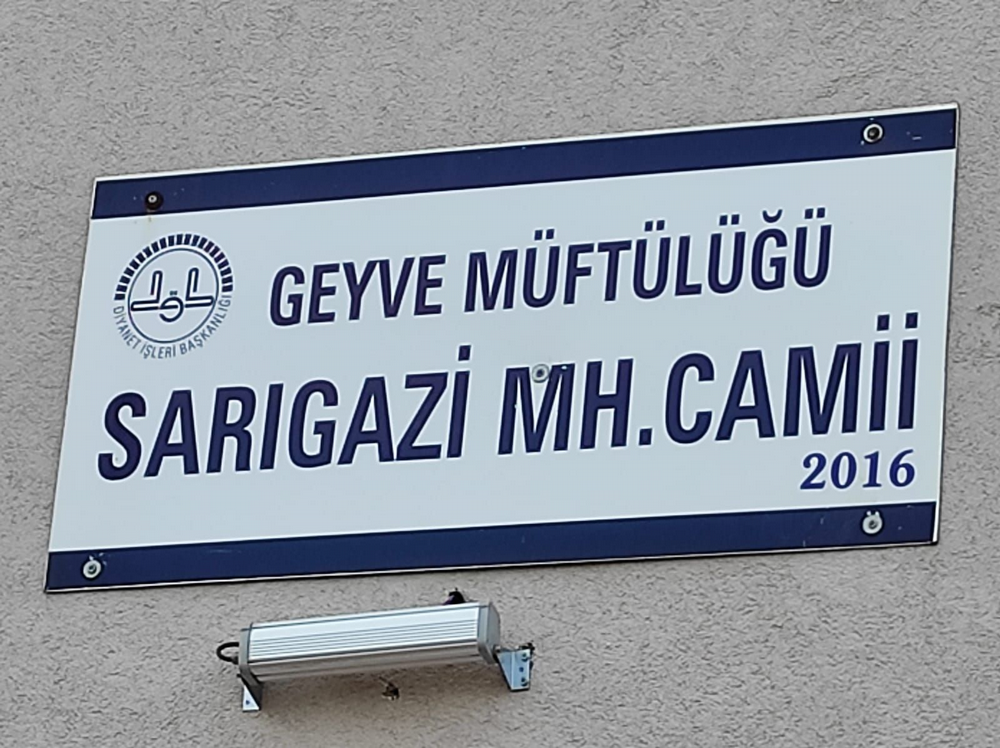 DİYANET İŞLERİ BAŞKANLIĞI
GEYVE MÜFTÜLÜĞÜ
SARIGAZİ MH.CAMİİ
2016